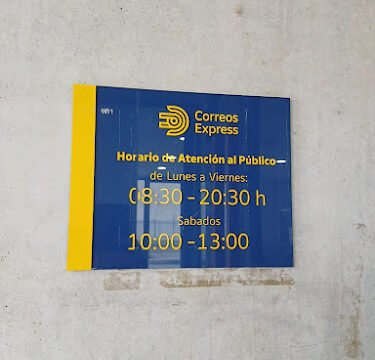 Correos
Express
Horario de Atención al Público
de Lunes a Viernes:
08:30 - 20:30 h
Sabados
10:00 - 13:00